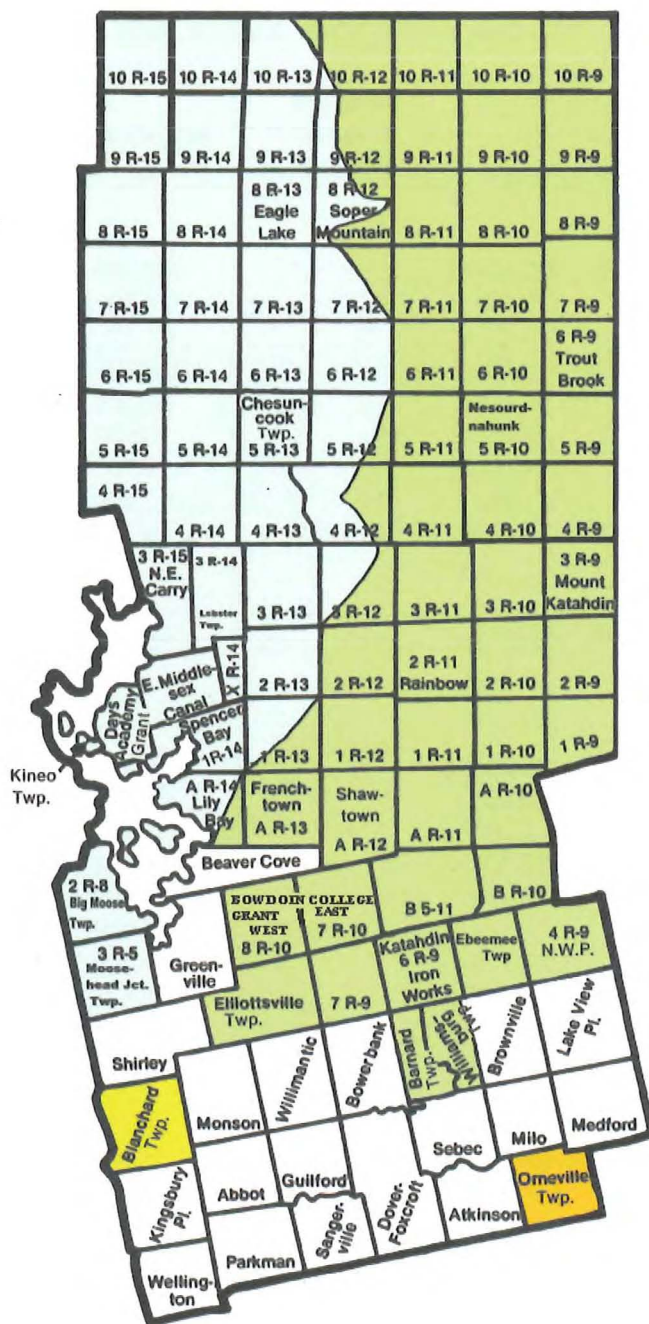 10 R-15 10 R-14 10 R-13 10 R-12 10 R-11 10 R-10 10 R-9
9 R-15 9 R-14 9 R-13 9 R-12 9 R-11 9 R-10 9 R-9
8 R-13 8 R-12
Eagle Soper
8 R-15 8 R-14 Lake Mountain 8 R-11 8 R-10 8 R-9
7 R-15 7 R-14 7 R-13 7 R-12 7 R-11 7 R-10 7 R-9
6 R-9
6 R-15 6 R-14 6 R-13 6 R-12 6 R-11 6 R-10 Trout
Brook
Chesun-
cook
Twp.
Nesourd-
nahunk
5 R-15 5 R-14 5 R-13 5 R-12 5 R-11 5 R-10 5 R-9
4 R-15
4 R-14 4 R-13 4 R-12 4 R-11 4 R-10 4 R-9
3 R-15
N.E.
Carry
3 R-14
Lobster
Twp.
3 R-9
Mount
Katahdin
3 R-13 3 R-12 3 R-11 3 R-10
E. Middle-
sex
Canal
X R-14
2 R-11
Rainbow
2 R-13 2 R-12 2 R-10 2 R-9
Days
Academy
Grant
Spencer
Bay
1R-14
1 R-13 1 R-12 1 R-11 1 R-10 1 R-9
Kineo
Twp.
A R-14
Lily
Bay
French-
town
A R-13
Shaw-
town
A R-12
A R-11
A R-10
Beaver Cove
2 R-8
Big Moose
Twp.
BOWDOIN COLLEGE
GRANT EAST
WEST
8 R-10 7 R-10
B 5-11
B R-10
3 R-5
Moose-
head Jct.
Twp.
Green-
ville
Katahdin
6 R-9
Iron
Works
Ebeemee
Twp
4 R-9
N.W.P.
Elliottsville
Twp.
7 R-9
Shirley
Willimantic
Bowerbank
Barnard
Twp.
Williams-
burg
Twp.
Brownville
Lake View
Pl.
Blanchard
Twp.
Monson
Sebec
Milo
Medford
Kingsbury
Pl.
Abbot
Guilford
Dover-
Foxcroft
Atkinson
Orneville
Twp.
Sanger-
ville
Parkman
Welling-
ton